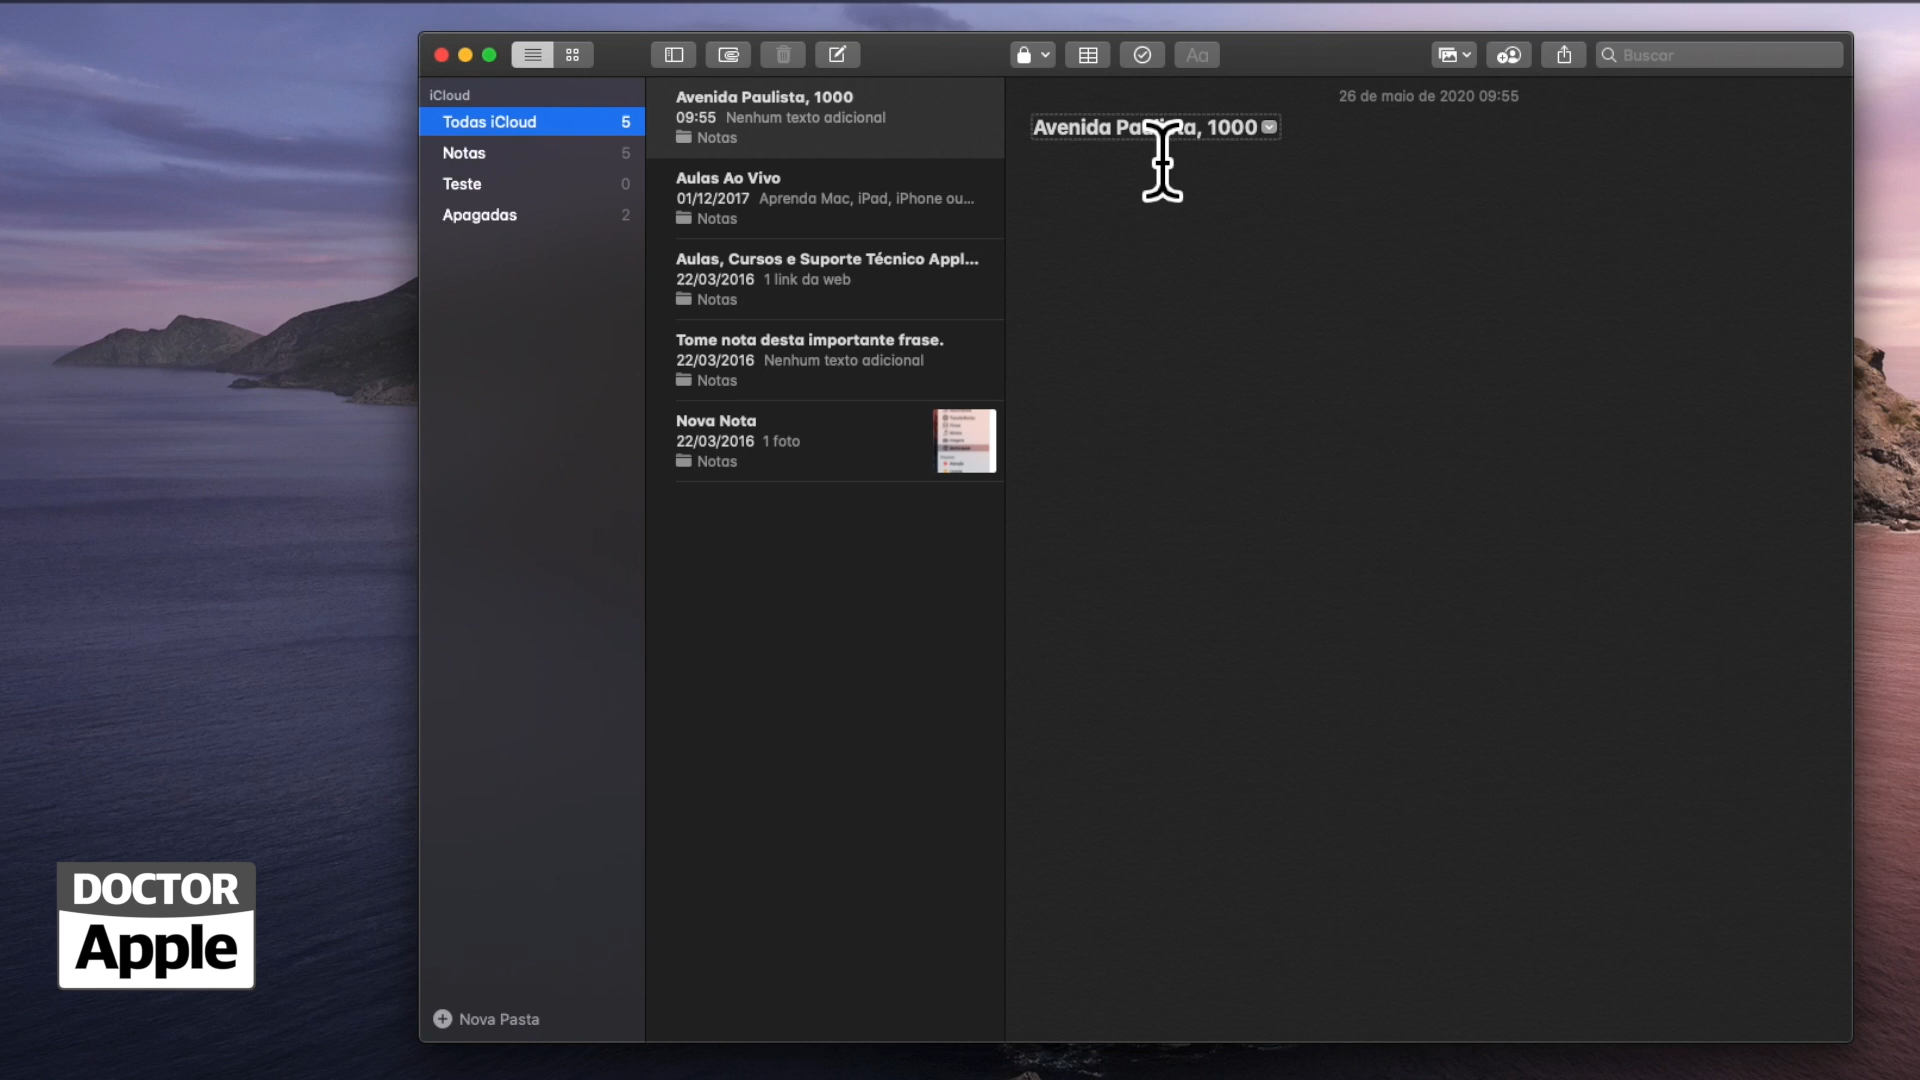 Aa
Buscar
iCloud
Todas iCloud 5
Notas 5
Teste 0
Apagadas 2
Nova Pasta
Avenida Paulista, 1000
09:55 Nenhum texto adicional
Notas
Aulas Ao Vivo
01/12/2017 Aprenda Mac, iPad, iPhone ou...
Notas
Aulas, Cursos e Suporte Técnico Appl...
22/03/2016 1 link da web
Notas
Tome nota desta importante frase.
22/03/2016 Nenhum texto adicional
Notas
Nova Nota
22/03/2016 1 foto
Notas
26 de maio de 2020 09:55
Avenida Paulista, 1000
DOCTOR
Apple